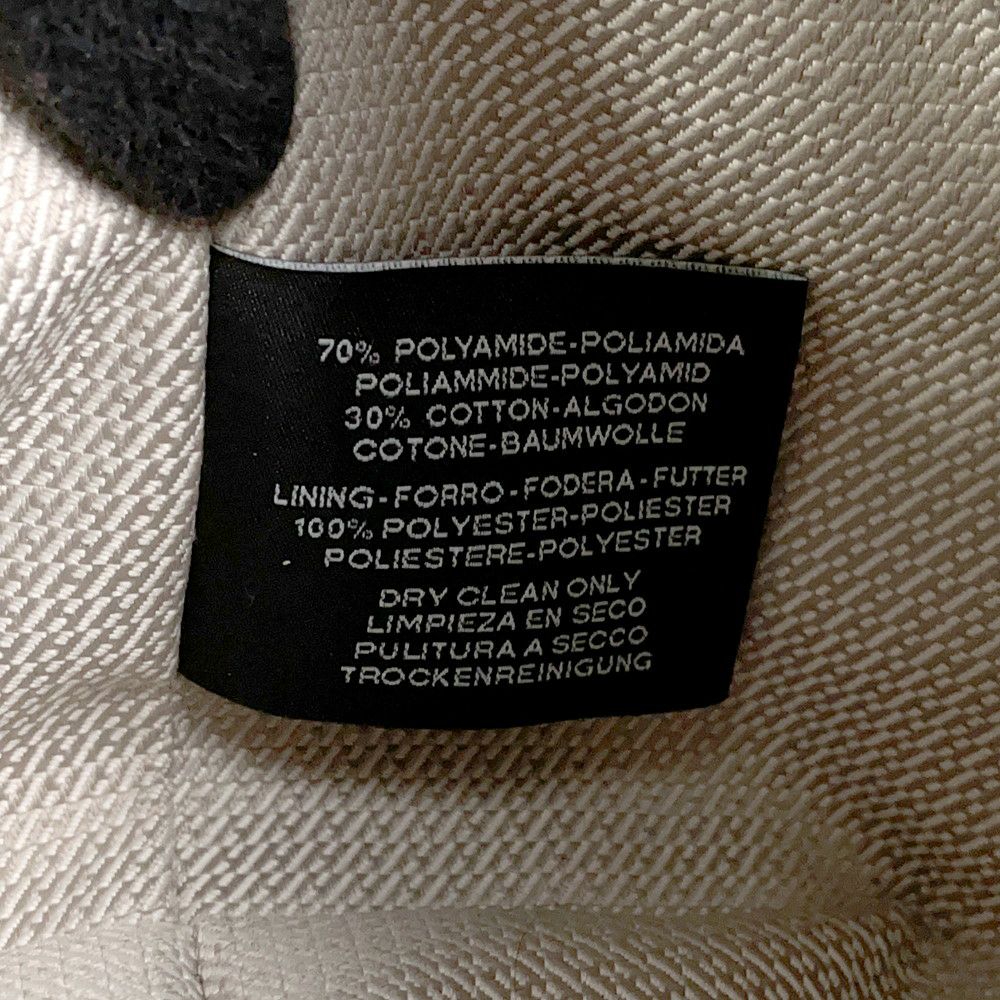 70% POLYAMIDE-POLIAMIDA
POLIAMMIDE-POLYAMID
30% COTTON-ALGODON
COTONE-BAUMWOLLE
LINING-FORRO-FODERA-FUTTER
100% POLYESTER-POLIESTER
POLIESTERE-POLYESTER
DRY CLEAN ONLY
LIMPIEZA EN SECO
PULITURA A SECCO
TROCKENREINIGUNG